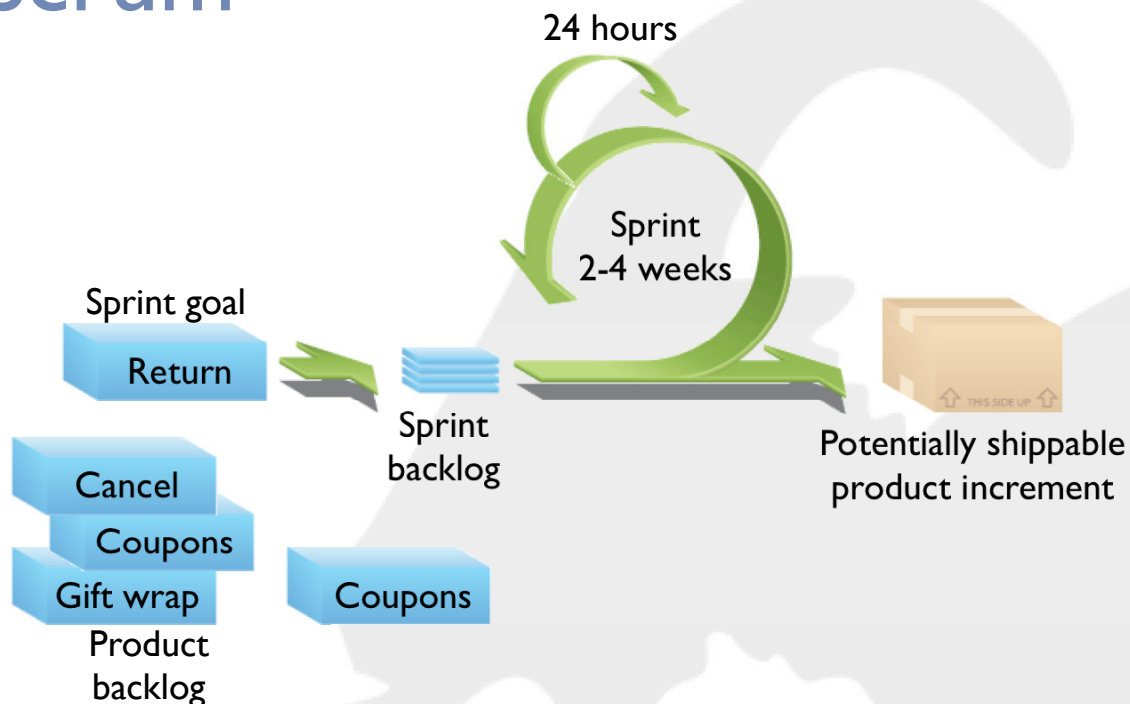 Scrum
24 hours
Sprint
2-4 weeks
Sprint goal
Return
Sprint
backlog
THIS SIDE UP
Potentially shippable
product increment
Cancel
Coupons
Gift wrap
Coupons
Product
backlog